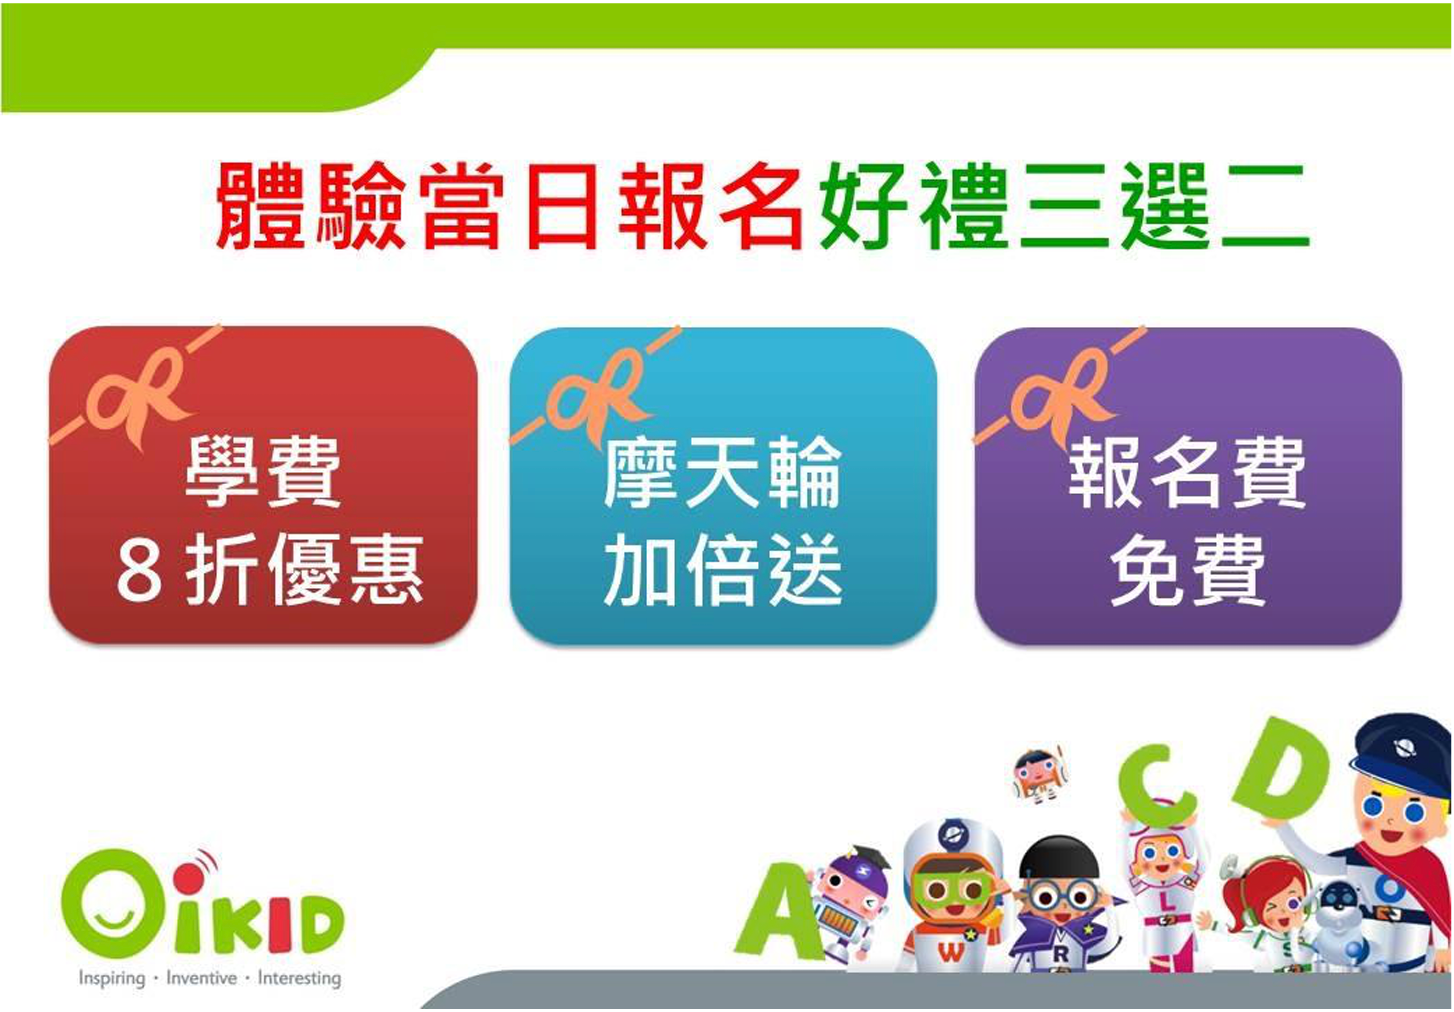 體驗當日報名好禮三選二
學費
8折優惠
摩天輪
加倍送
報名費
免費
A
C
D
W
R
L
S
O
OiKID
Inspiring · Inventive · Interesting